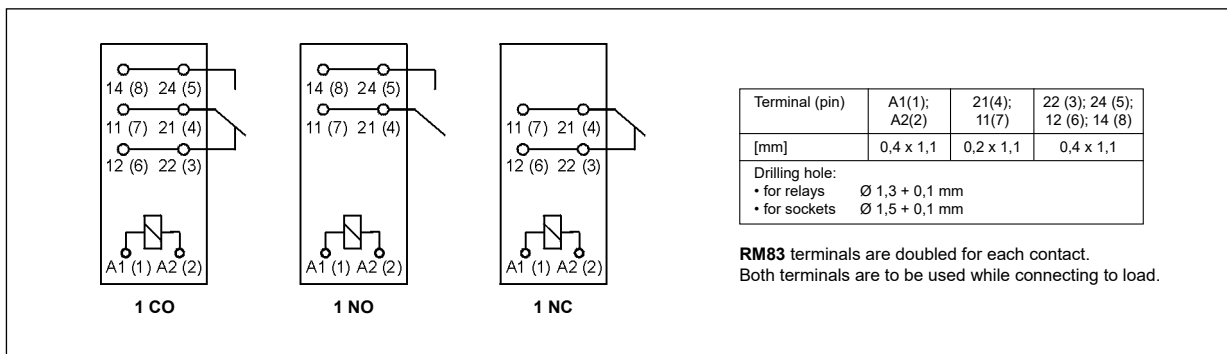 14 (8) 24 (5)
11 (7) 21 (4)
12 (6) 22 (3)
A1 (1) A2 (2)
1 CO
14 (8) 24 (5)
11 (7) 21 (4)
A1 (1) A2 (2)
1 NO
11 (7) 21 (4)
12 (6) 22 (3)
A1 (1) A2 (2)
1 NC
Terminal (pin) A1(1); 21(4); 22 (3); 24 (5);
A2(2) 11(7) 12 (6); 14 (8)
[mm] 0,4 x 1,1 0,2 x 1,1 0,4 x 1,1
Drilling hole:
• for relays Ø 1,3 + 0,1 mm
• for sockets Ø 1,5 + 0,1 mm
RM83 terminals are doubled for each contact.
Both terminals are to be used while connecting to load.